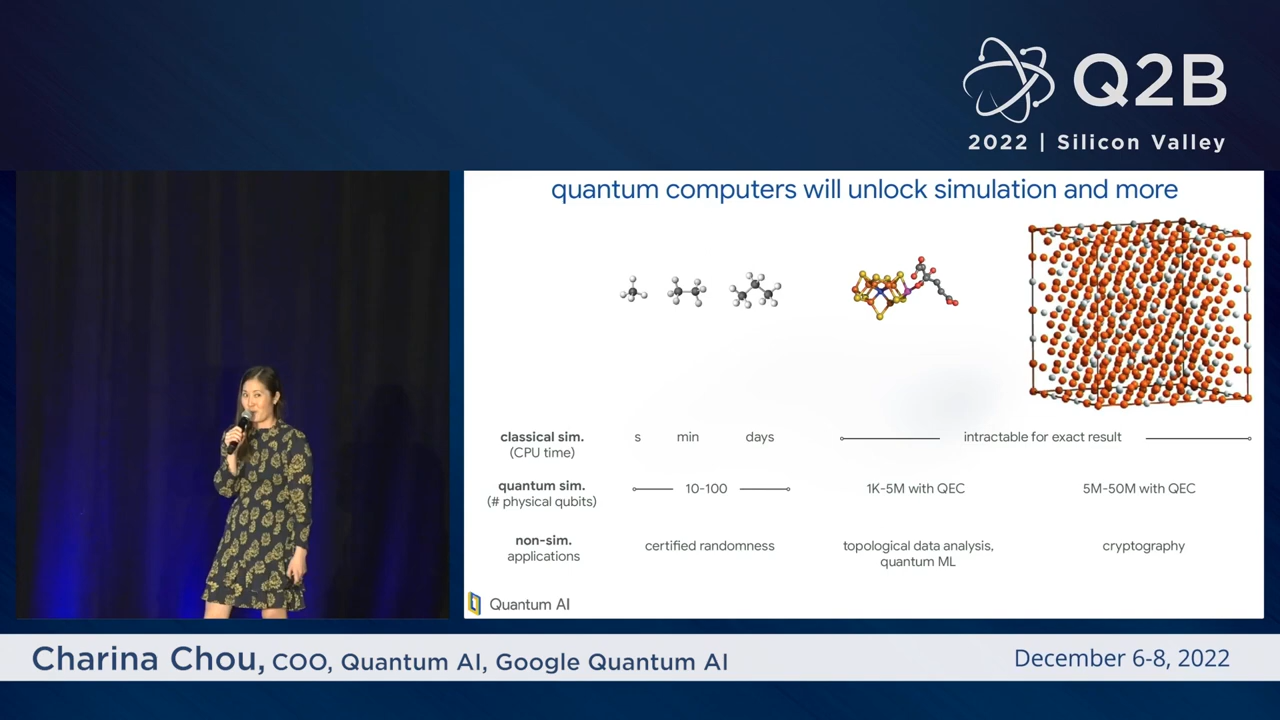 Q2B
2022 | Silicon Valley
quantum computers will unlock simulation and more
classical sim.
(CPU time)
s min days
intractable for exact result
quantum sim.
(# physical qubits)
10-100
1K-5M with QEC
5M-50M with QEC
non-sim.
applications
certified randomness
topological data analysis,
quantum ML
cryptography
Quantum AI
Charina Chou, COO, Quantum AI, Google Quantum AI
December 6-8, 2022